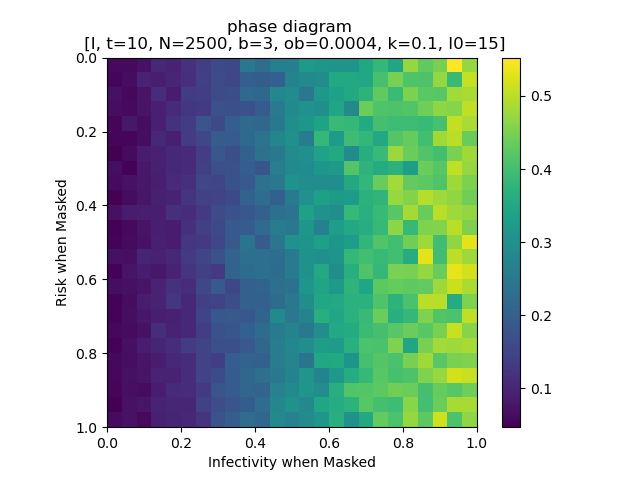 phase diagram
[I, t=10, N=2500, b=3, ob=0.0004, k=0.1, I0=15]
0.0
0.2
0.4
0.6
0.8
1.0
Risk when Masked
0.0 0.2 0.4 0.6 0.8 1.0
Infectivity when Masked
0.5
0.4
0.3
0.2
0.1